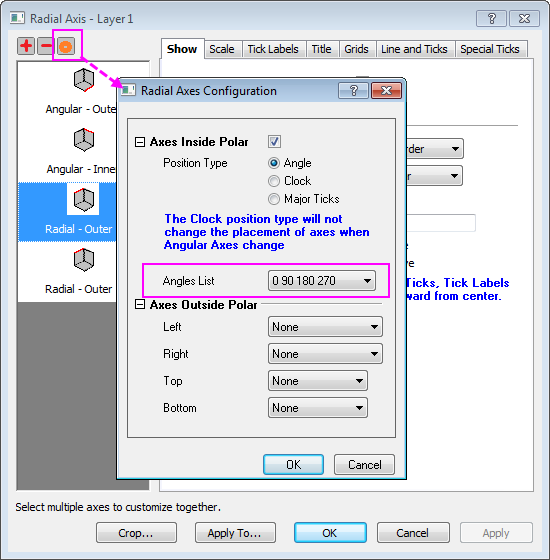 Radial Axis - Layer1
?
Show
Scale
Tick Labels
Title
Grids
Line and Ticks
Special Ticks
Angular - Oute
Angular - Inne
Radial - Outer
Radial - Outer
Radial Axes Configuration
?
Axes Inside Polar
Position Type
Angle
Clock
Major Ticks
The Clock position type will not
change the placement of axes when
Angular Axes change
Angles List
0 90 180 270
Axes Outside Polar
Left
None
Right
None
Top
None
Bottom
None
OK
Cancel
rder
r
e
ve
Ticks, Tick Labels
ward from center.
Select multiple axes to customize together.
Crop...
Apply To...
OK
Cancel
Apply